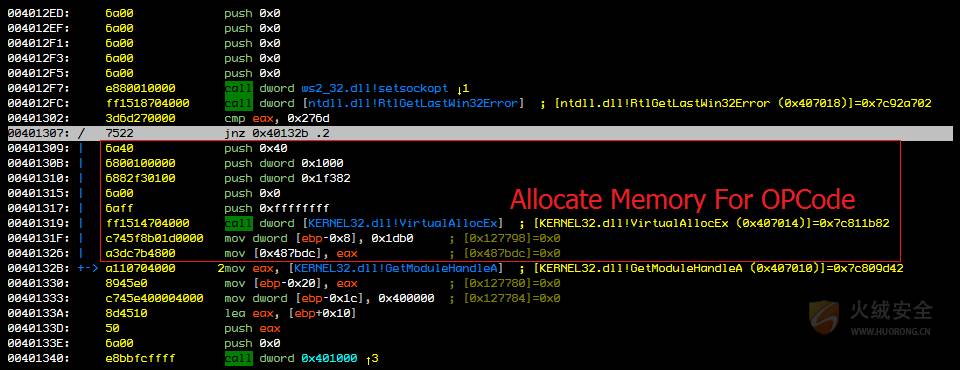 004012ED: 6a00 push 0x0
004012EF: 6a00 push 0x0
004012F1: 6a00 push 0x0
004012F3: 6a00 push 0x0
004012F5: 6a00 push 0x0
004012F7: e880010000 call dword ws2_32.dll!setsockopt ↓1
004012FC: ff1518704000 call dword [ntdll.dll!RtlGetLastWin32Error] ; [ntdll.dll!RtlGetLastWin32Error (0x407018)]=0x7c92a702
00401302: 3d6d270000 cmp eax, 0x276d
00401307: / 7522 jnz 0x40132b .2
00401309: | 6a40 push 0x40
0040130B: | 6800100000 push dword 0x1000
00401310: | 6882f30100 push dword 0x1f382
00401315: | 6a00 push 0x0
00401317: | 6aff push 0xffffffff
Allocate Memory For OPCode
00401319: | ff1514704000 call dword [KERNEL32.dll!VirtualAllocEx] ; [KERNEL32.dll!VirtualAllocEx (0x407014)]=0x7c811b82
0040131F: | c745f8b01d0000 mov dword [ebp-0x8], 0x1db0 ; [0x127798]=0x0
00401326: | a3dc7b4800 mov [0x487bdc], eax ; [0x487bdc]=0x0
0040132B: +-> a110704000 2mov eax, [KERNEL32.dll!GetModuleHandleA] ; [KERNEL32.dll!GetModuleHandleA (0x407010)]=0x7c809d42
00401330: 8945e0 mov [ebp-0x20], eax ; [0x127780]=0x0
00401333: c745e400004000 mov dword [ebp-0x1c], 0x400000 ; [0x127784]=0x0
0040133A: 8d4510 lea eax, [ebp+0x10]
0040133D: 50 push eax
0040133E: 6a00 push 0x0
00401340: e8bbfcffff call dword 0x401000 ↑3
火绒安全
WWW.HUORONG.CN